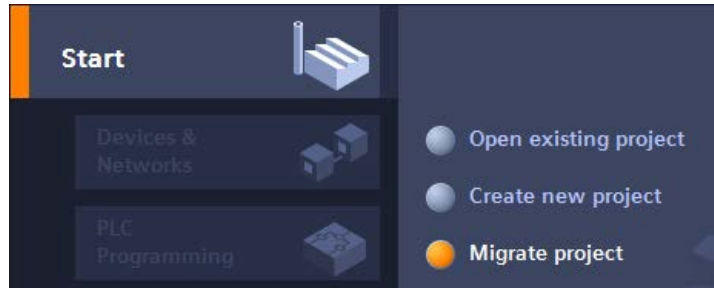 Start
Devices &
Networks
PLC
Programming
Open existing project
Create new project
Migrate project